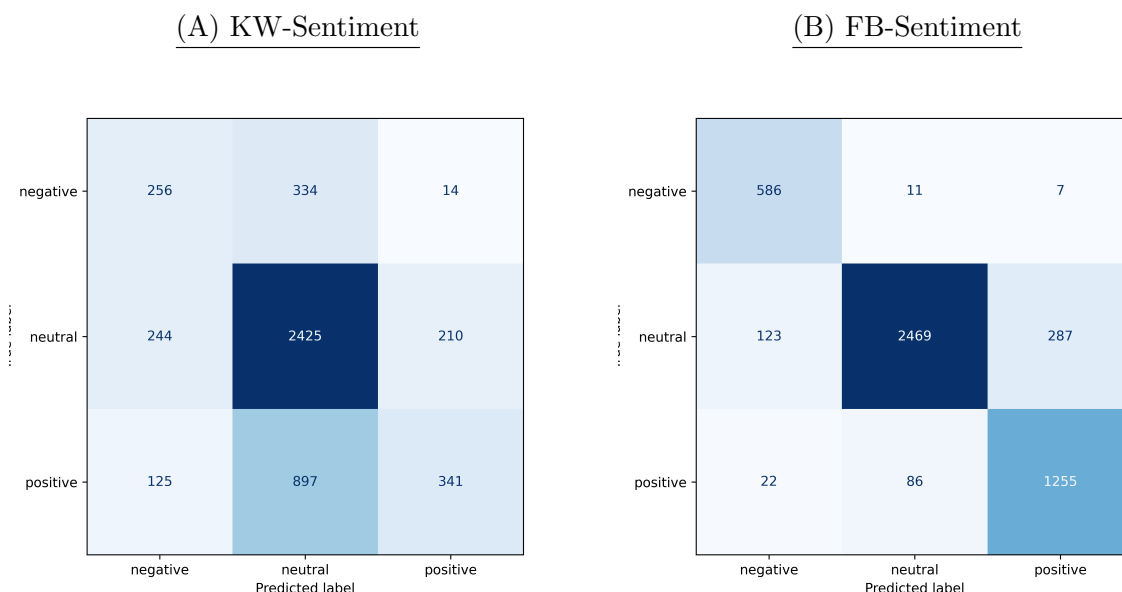 (A) KW-Sentiment
negative 256 334 14
neutral 244 2425 210
positive 125 897 341
negative neutral positive
Predicted label
(B) FB-Sentiment
negative 586 11 7
neutral 123 2469 287
positive 22 86 1255
negative neutral positive
Predicted label